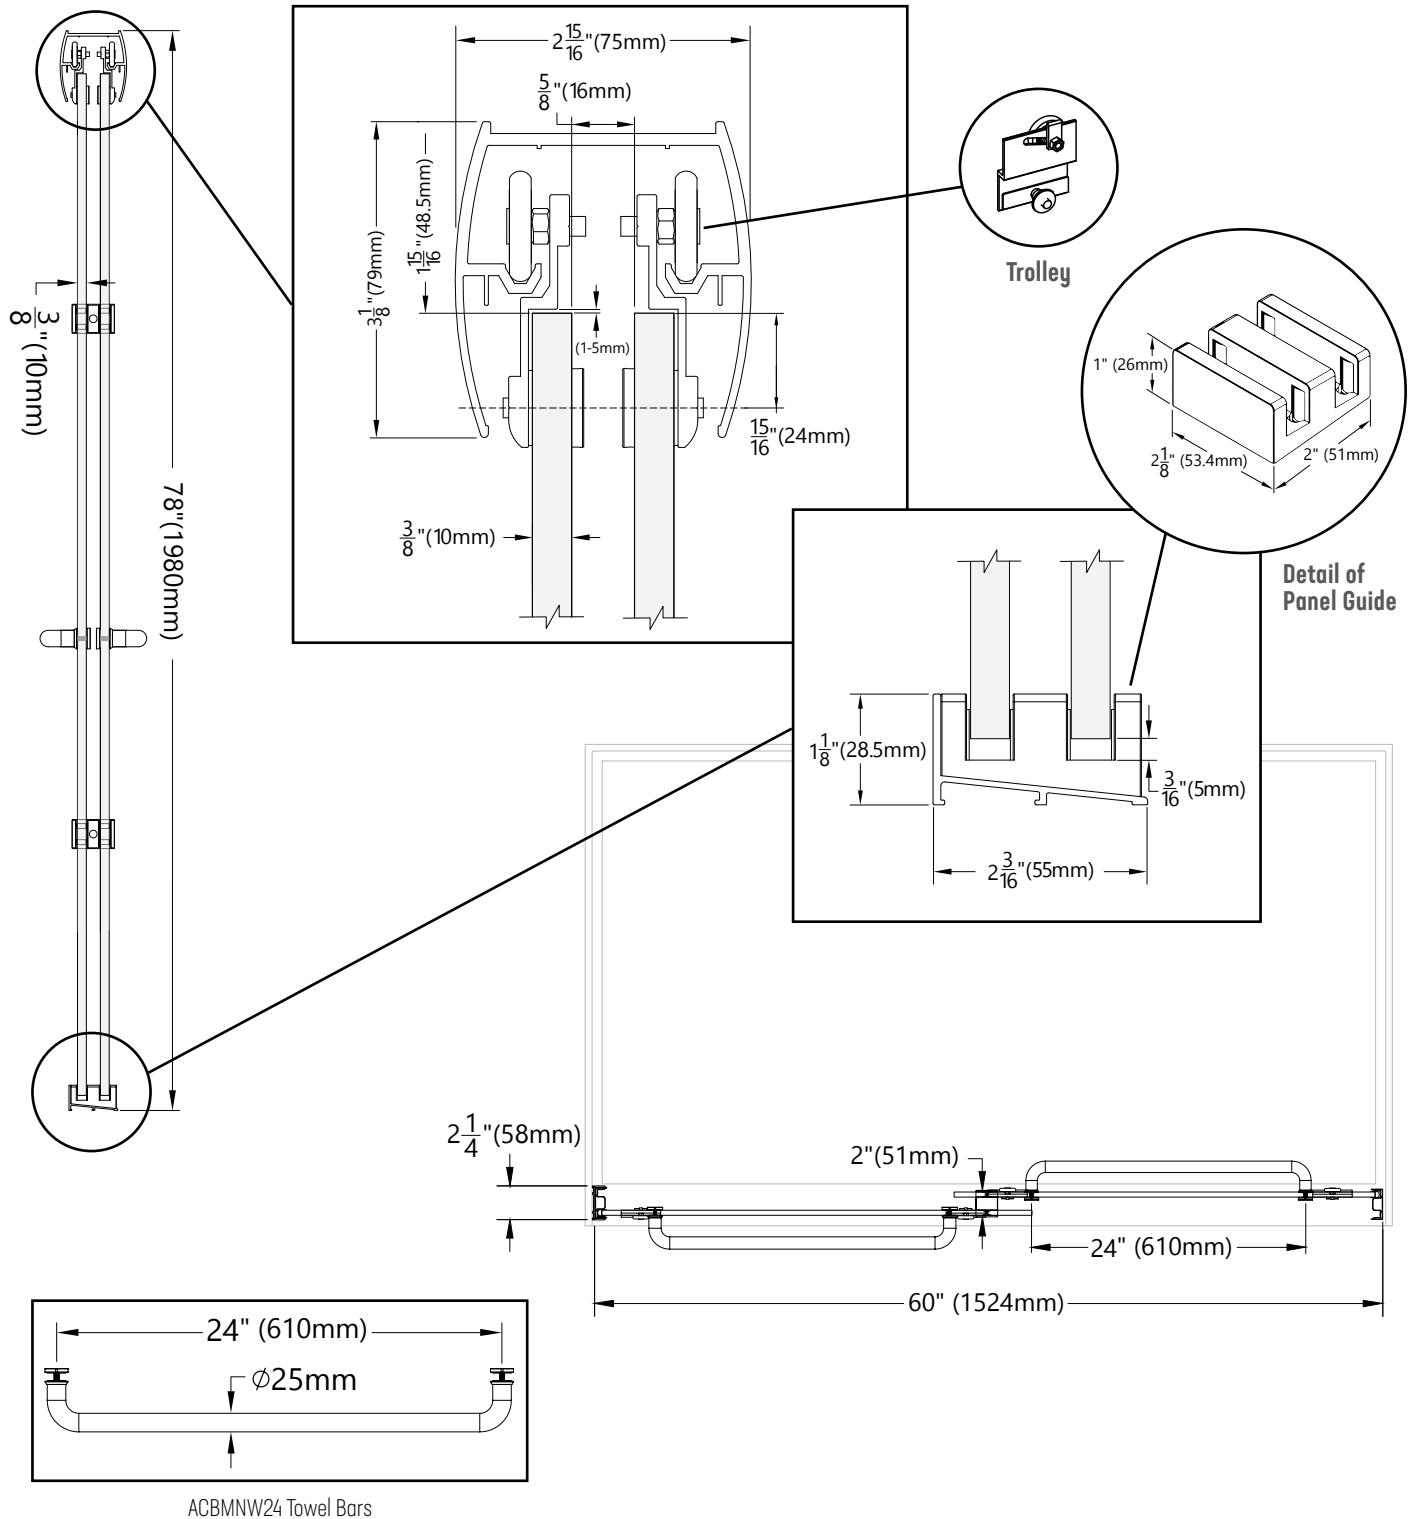 2 15/16"(75mm)
5/8"(16mm)
3 1/8"(79mm)
1 15/16"(48.5mm)
(1-5mm)
15/16"(24mm)
3/8"(10mm)
Trolley
1" (26mm)
2 1/8" (53.4mm)
2" (51mm)
Detail of
Panel Guide
3/8"(10mm)
78"(1980mm)
1 1/8"(28.5mm)
3/16"(5mm)
2 3/16"(55mm)
2 1/4"(58mm)
2"(51mm)
24" (610mm)
60" (1524mm)
24" (610mm)
∅25mm
ACBMNW24 Towel Bars